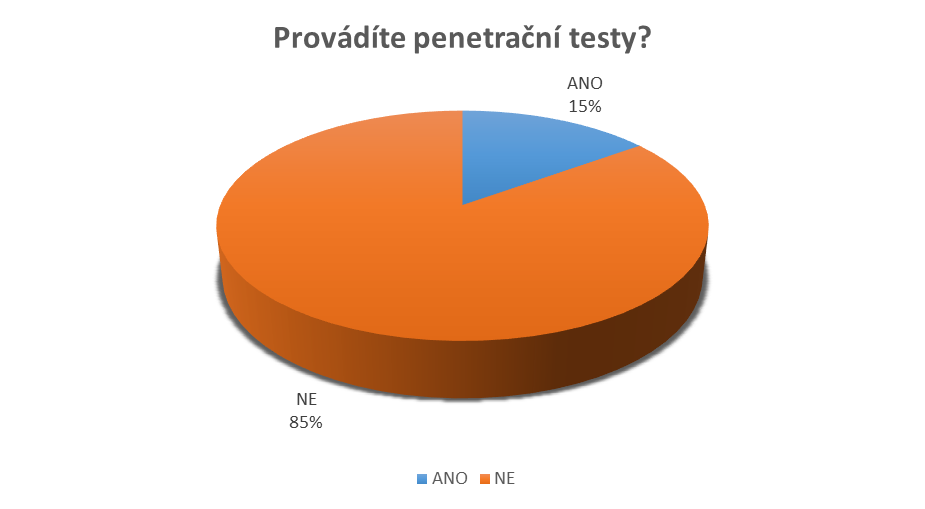 Provádíte penetrační testy?
ANO
15%
NE
85%
ANO NE